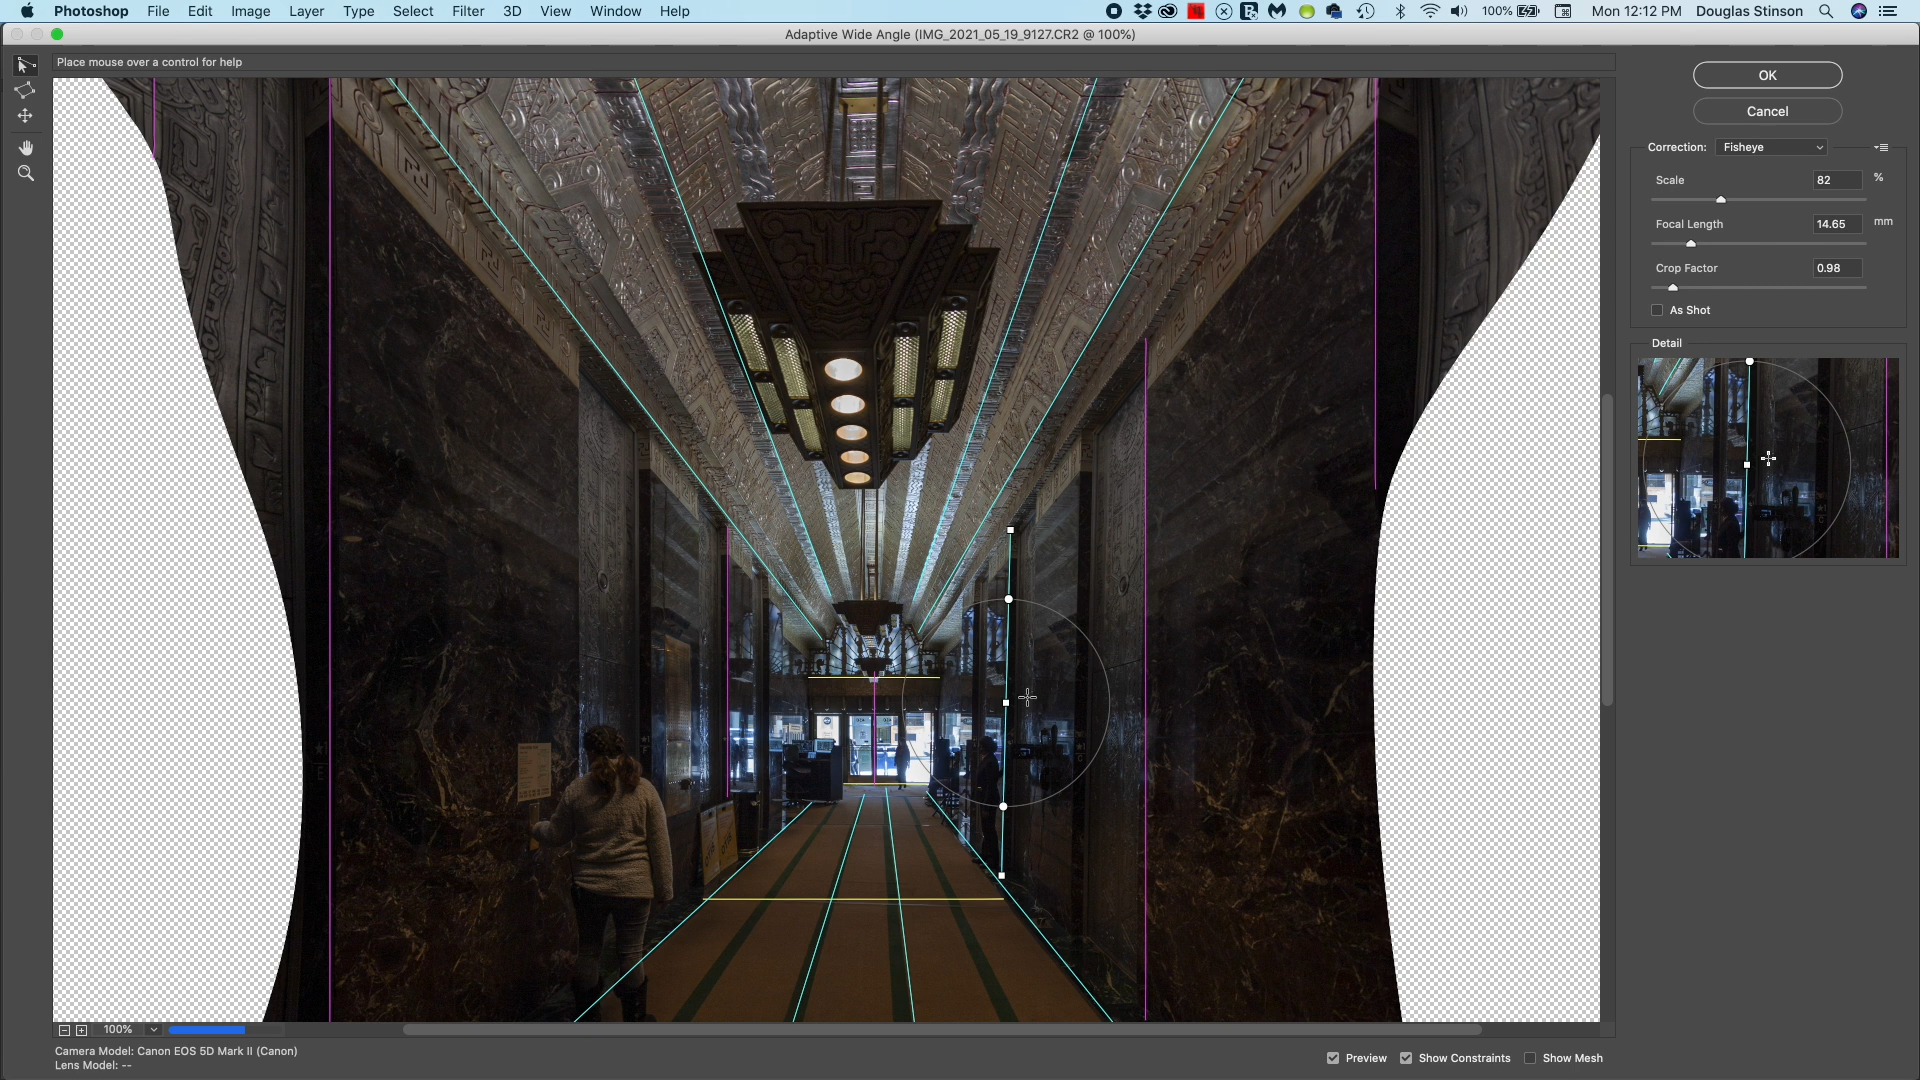 Photoshop File Edit Image Layer Type Select Filter 3D View Window Help 100% Mon 12:12 PM Douglas Stinson
Adaptive Wide Angle (IMG_2021_05_19_9127.CR2 @ 100%)
Place mouse over a control for help
OK
Cancel
Correction: Fisheye
Scale 82 %
Focal Length 14.65 mm
Crop Factor 0.98
As Shot
Detail
100%
Camera Model: Canon EOS 5D Mark II (Canon)
Lens Model: --
Preview Show Constraints Show Mesh